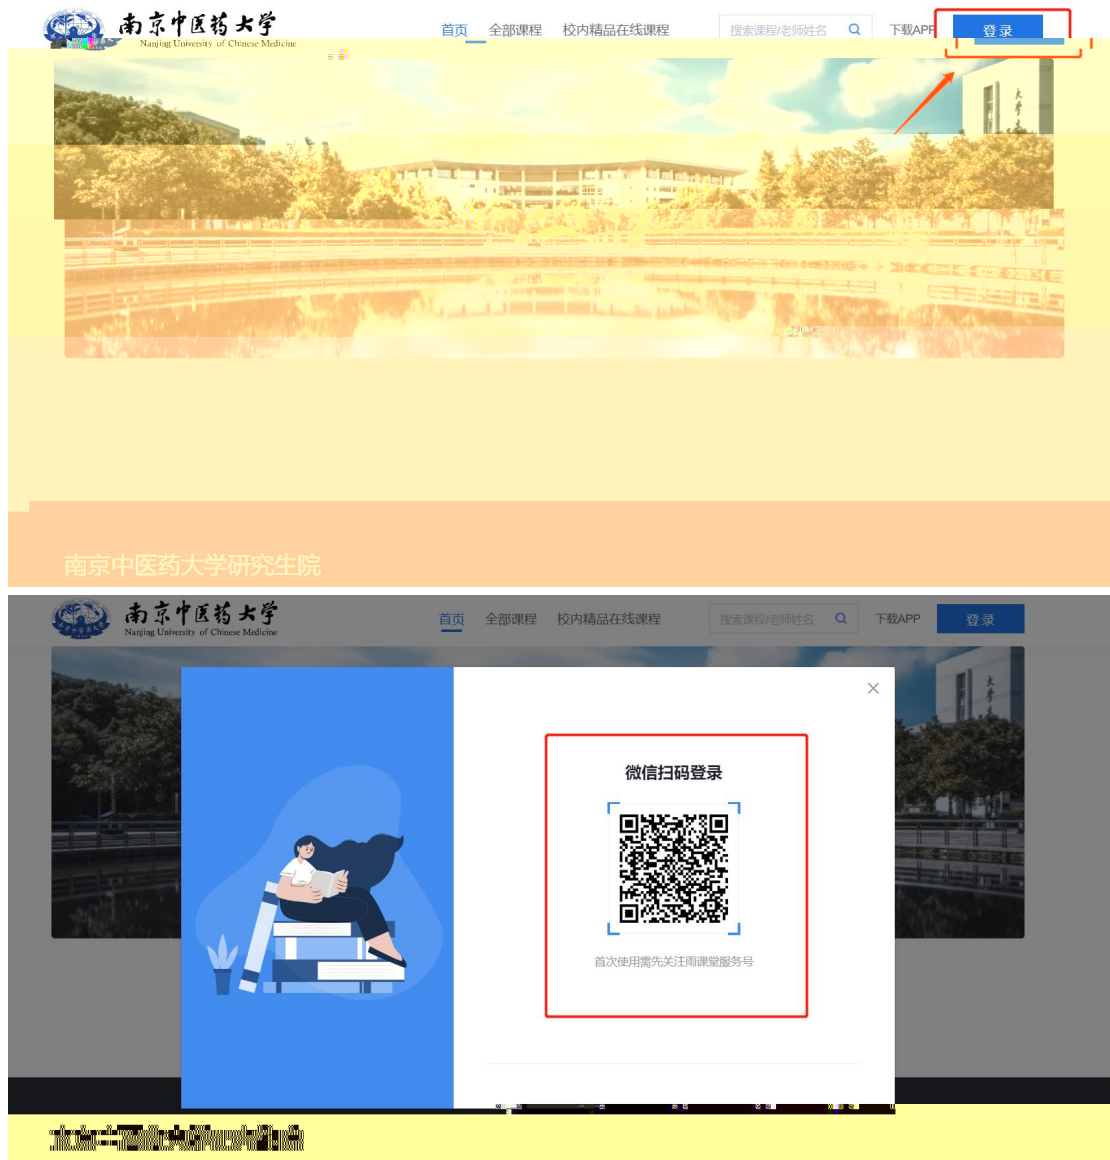 南京中医药大学
Nanjing University of Chinese Medicine
首页 全部课程 校内精品在线课程 搜索课程/老师姓名 下载APP 登录
南京中医药大学研究生院
南京中医药大学
Nanjing University of Chinese Medicine
首页 全部课程 校内精品在线课程 搜索课程/老师姓名 下载APP 登录
微信扫码登录
首次使用需先关注雨课堂服务号